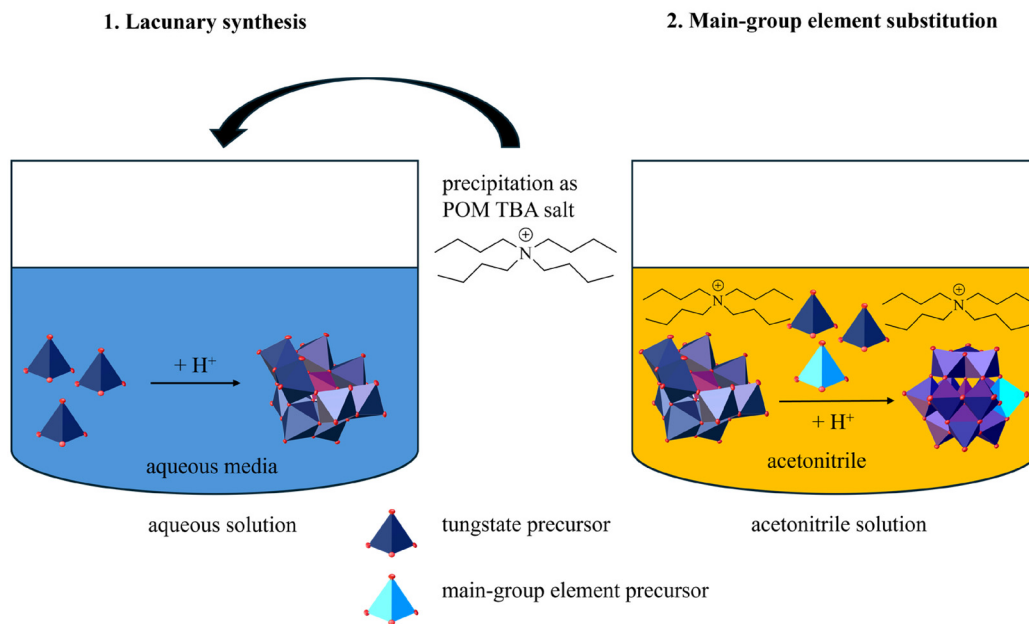 1. Lacunary synthesis
2. Main-group element substitution
precipitation as
POM TBA salt
⊕
N
+ H⁺
aqueous media
aqueous solution
⊕
N
⊕
N
+ H⁺
acetonitrile
acetonitrile solution
tungstate precursor
main-group element precursor